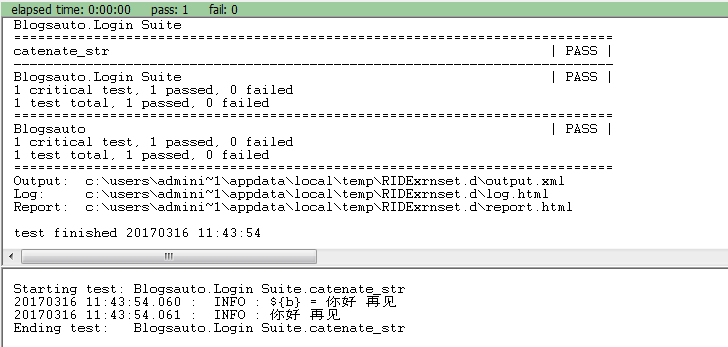 elapsed time: 0:00:00 pass: 1 fail: 0
Blogsauto.Login Suite
==============================================================================
catenate_str | PASS |
------------------------------------------------------------------------------
Blogsauto.Login Suite | PASS |
1 critical test, 1 passed, 0 failed
1 test total, 1 passed, 0 failed
==============================================================================
Blogsauto | PASS |
1 critical test, 1 passed, 0 failed
1 test total, 1 passed, 0 failed
==============================================================================
Output: c:\users\admini~1\appdata\local\temp\RIDExrnset.d\output.xml
Log: c:\users\admini~1\appdata\local\temp\RIDExrnset.d\log.html
Report: c:\users\admini~1\appdata\local\temp\RIDExrnset.d\report.html
test finished 20170316 11:43:54
Starting test: Blogsauto.Login Suite.catenate_str
20170316 11:43:54.060 : INFO : ${b} = 你好 再见
20170316 11:43:54.061 : INFO : 你好 再见
Ending test: Blogsauto.Login Suite.catenate_str